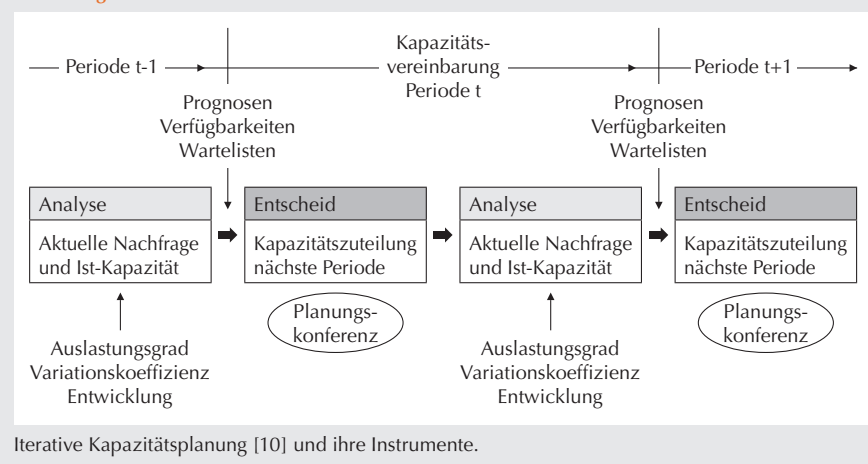 Periode t-1
Kapazitäts-
vereinbarung
Periode t
Periode t+1
Prognosen
Verfügbarkeiten
Wartelisten
Prognosen
Verfügbarkeiten
Wartelisten
Analyse
Aktuelle Nachfrage
und Ist-Kapazität
Entscheid
Kapazitätszuteilung
nächste Periode
Analyse
Aktuelle Nachfrage
und Ist-Kapazität
Entscheid
Kapazitätszuteilung
nächste Periode
Auslastungsgrad
Variationskoeffizienz
Entwicklung
Planungs-
konferenz
Auslastungsgrad
Variationskoeffizienz
Entwicklung
Planungs-
konferenz
Iterative Kapazitätsplanung [10] und ihre Instrumente.